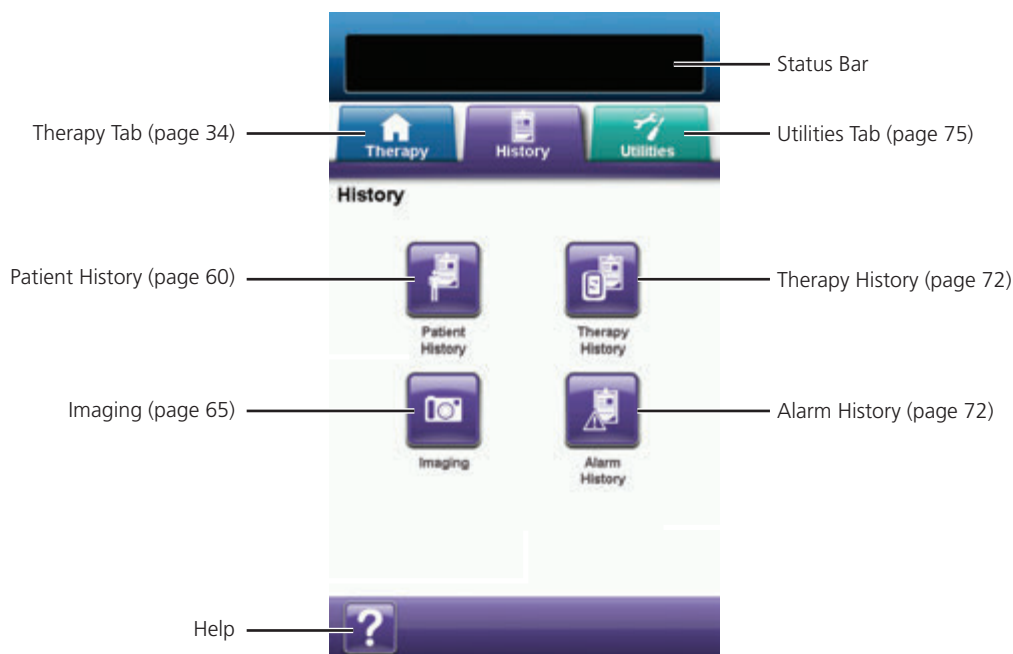 Status Bar
Therapy Tab (page 34)
Therapy
History
Utilities
Utilities Tab (page 75)
History
Patient History (page 60)
Therapy History (page 72)
Patient
History
Therapy
History
Imaging (page 65)
Alarm History (page 72)
Imaging
Alarm
History
Help
?